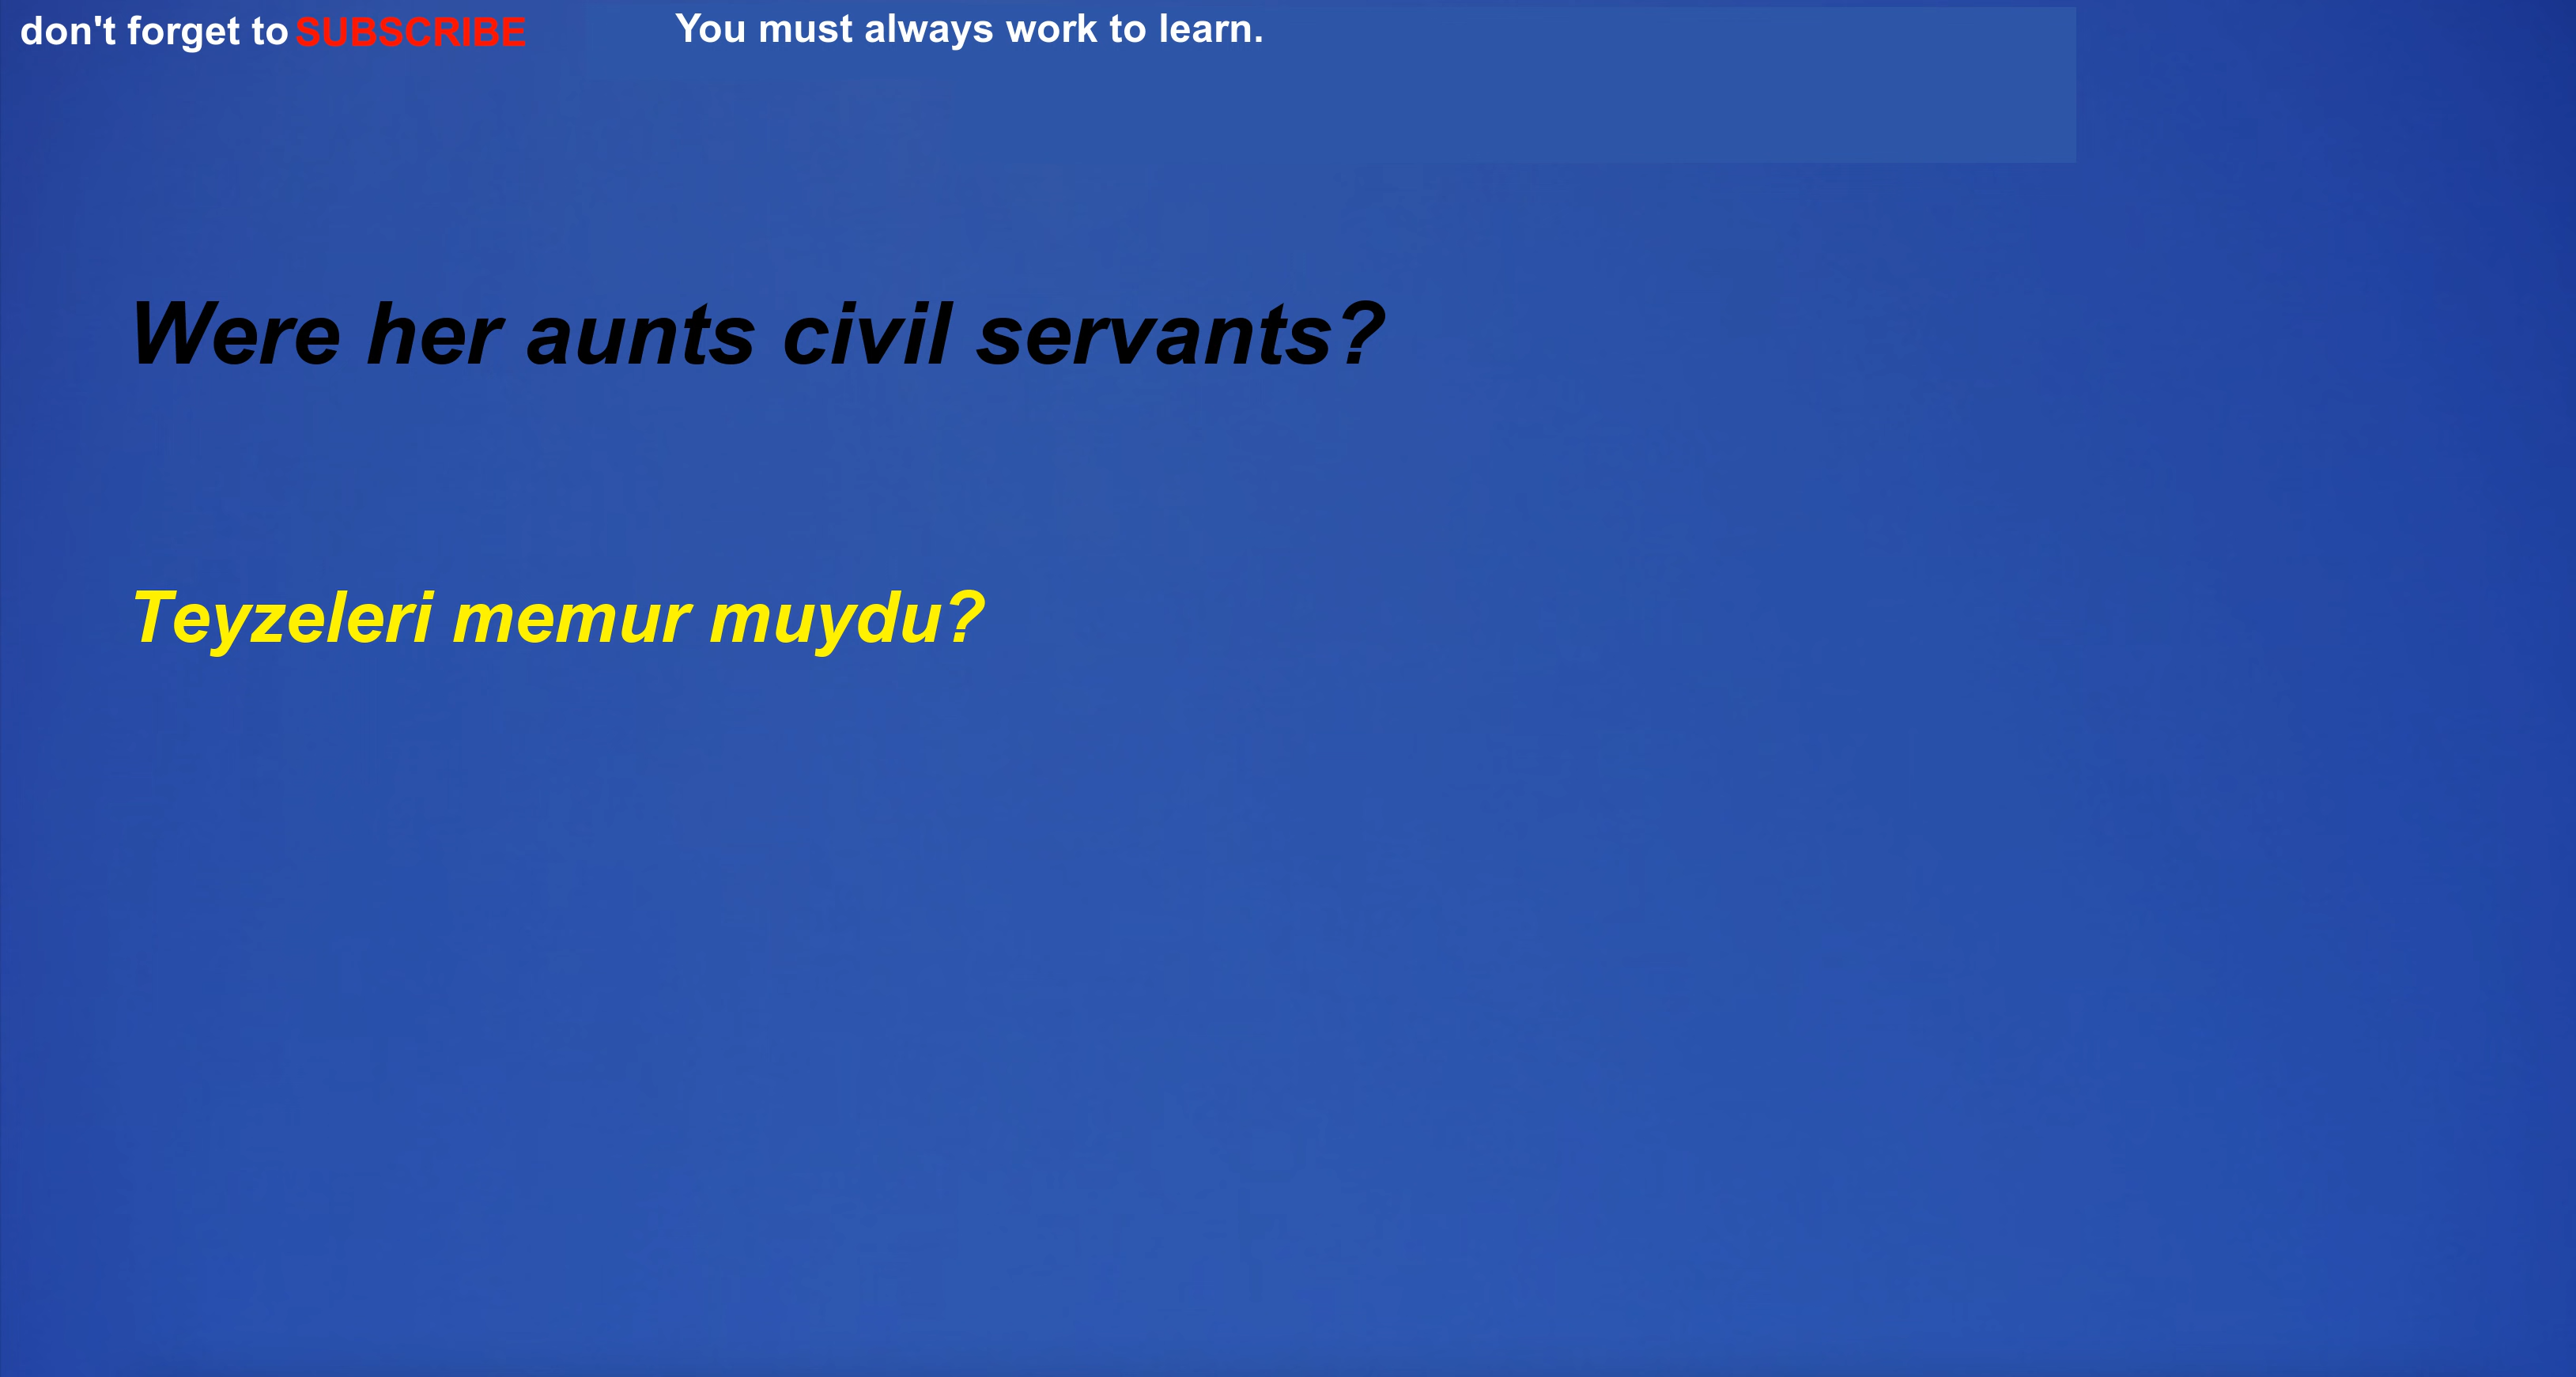 don't forget to SUBSCRIBE
You must always work to learn.
Were her aunts civil servants?
Teyzeleri memur muydu?